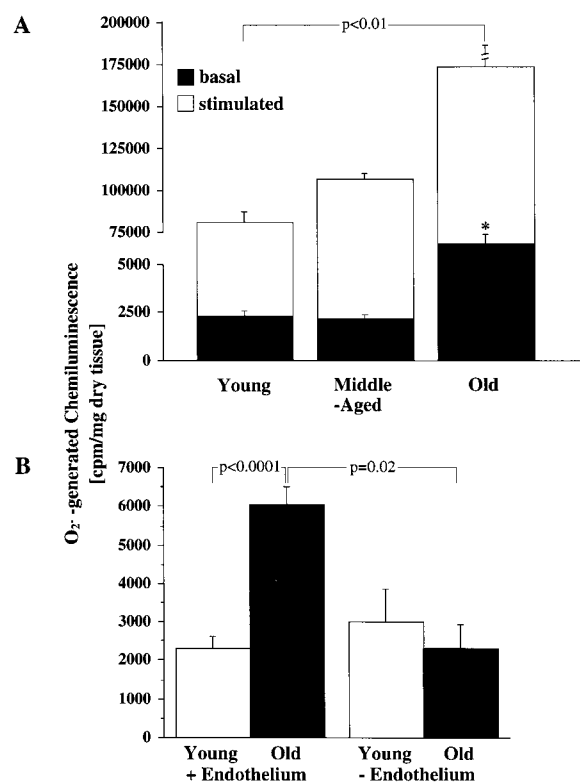 A
200000
175000
150000
125000
100000
75000
5000
2500
0
p<0.01
basal
stimulated
*
Young
Middle
-Aged
Old
O2·- -generated Chemiluminescence
[cpm/mg dry tissue]
B
7000
6000
5000
4000
3000
2000
1000
0
p<0.0001
p=0.02
Young Old Young Old
+ Endothelium - Endothelium